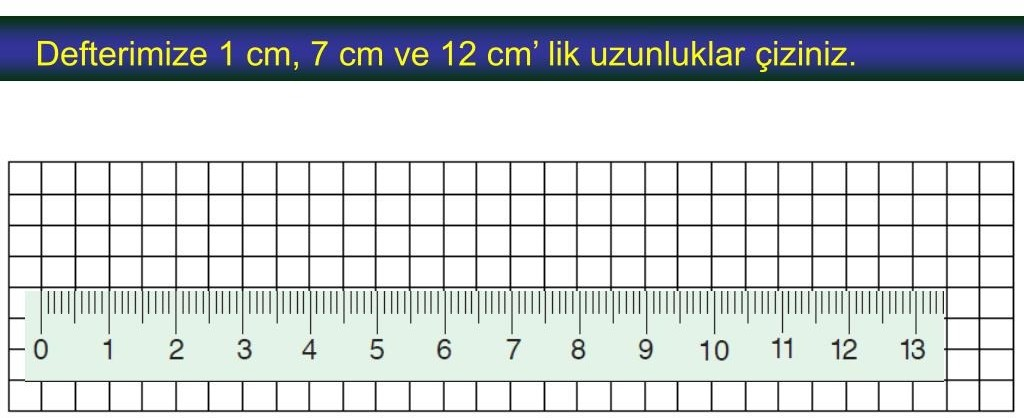 Defterimize 1 cm, 7 cm ve 12 cm’ lik uzunluklar çiziniz.
0 1 2 3 4 5 6 7 8 9 10 11 12 13